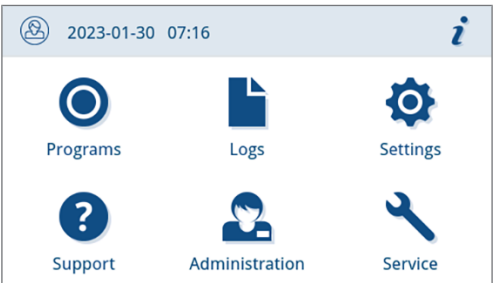 2023-01-30 07:16
Programs
Logs
Settings
Support
Administration
Service